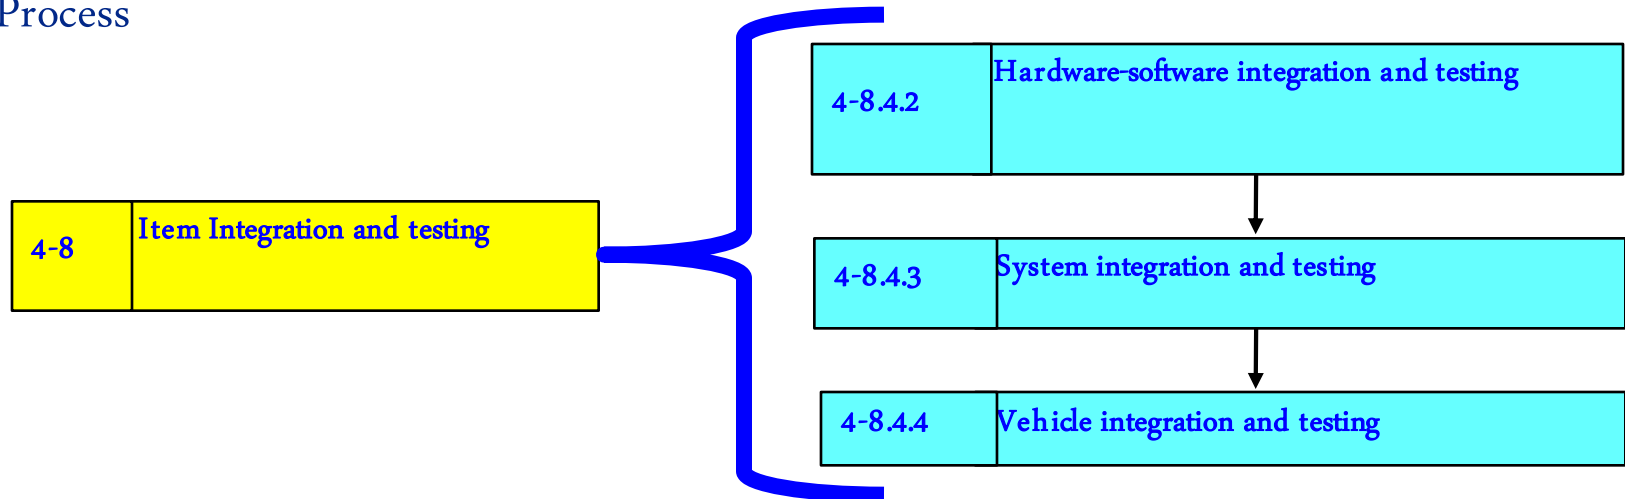 Process
4-8.4.2
Hardware-software integration and testing
4-8
Item Integration and testing
4-8.4.3
System integration and testing
4-8.4.4
Vehicle integration and testing